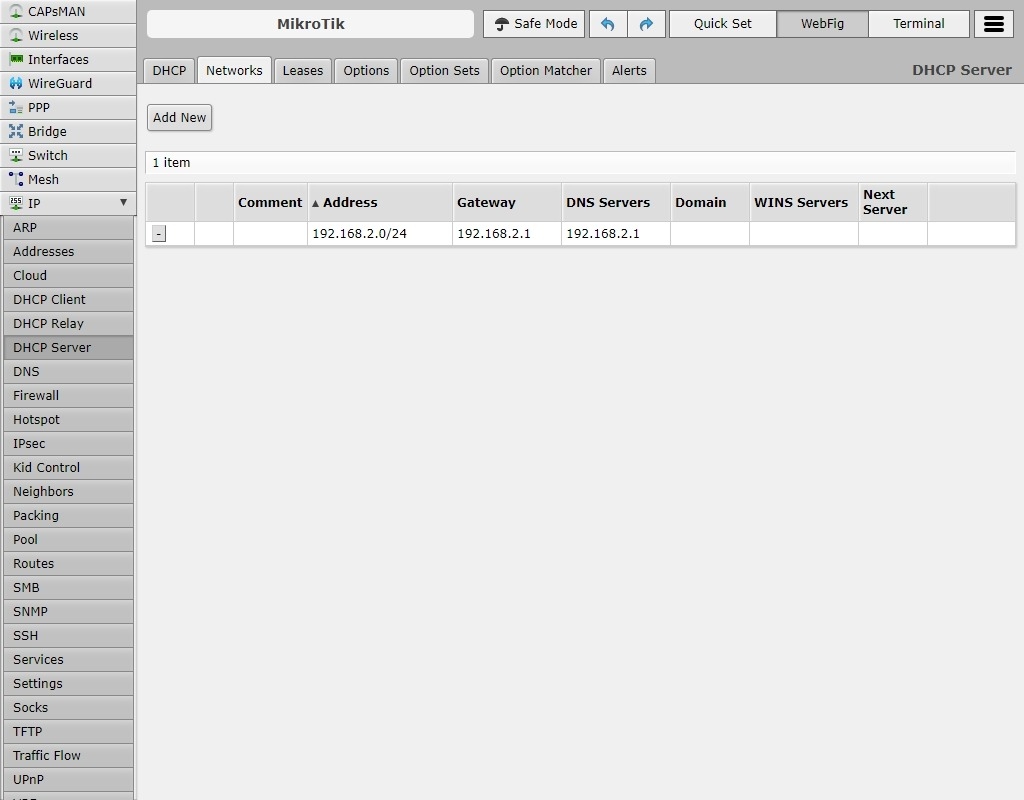 CAPsMAN
Wireless
Interfaces
WireGuard
PPP
Bridge
Switch
Mesh
IP
ARP
Addresses
Cloud
DHCP Client
DHCP Relay
DHCP Server
DNS
Firewall
Hotspot
IPsec
Kid Control
Neighbors
Packing
Pool
Routes
SMB
SNMP
SSH
Services
Settings
Socks
TFTP
Traffic Flow
UPnP
MikroTik
Safe Mode
Quick Set
WebFig
Terminal
DHCP
Networks
Leases
Options
Option Sets
Option Matcher
Alerts
DHCP Server
Add New
1 item
Comment ▲ Address Gateway DNS Servers Domain WINS Servers Next Server
- 192.168.2.0/24 192.168.2.1 192.168.2.1